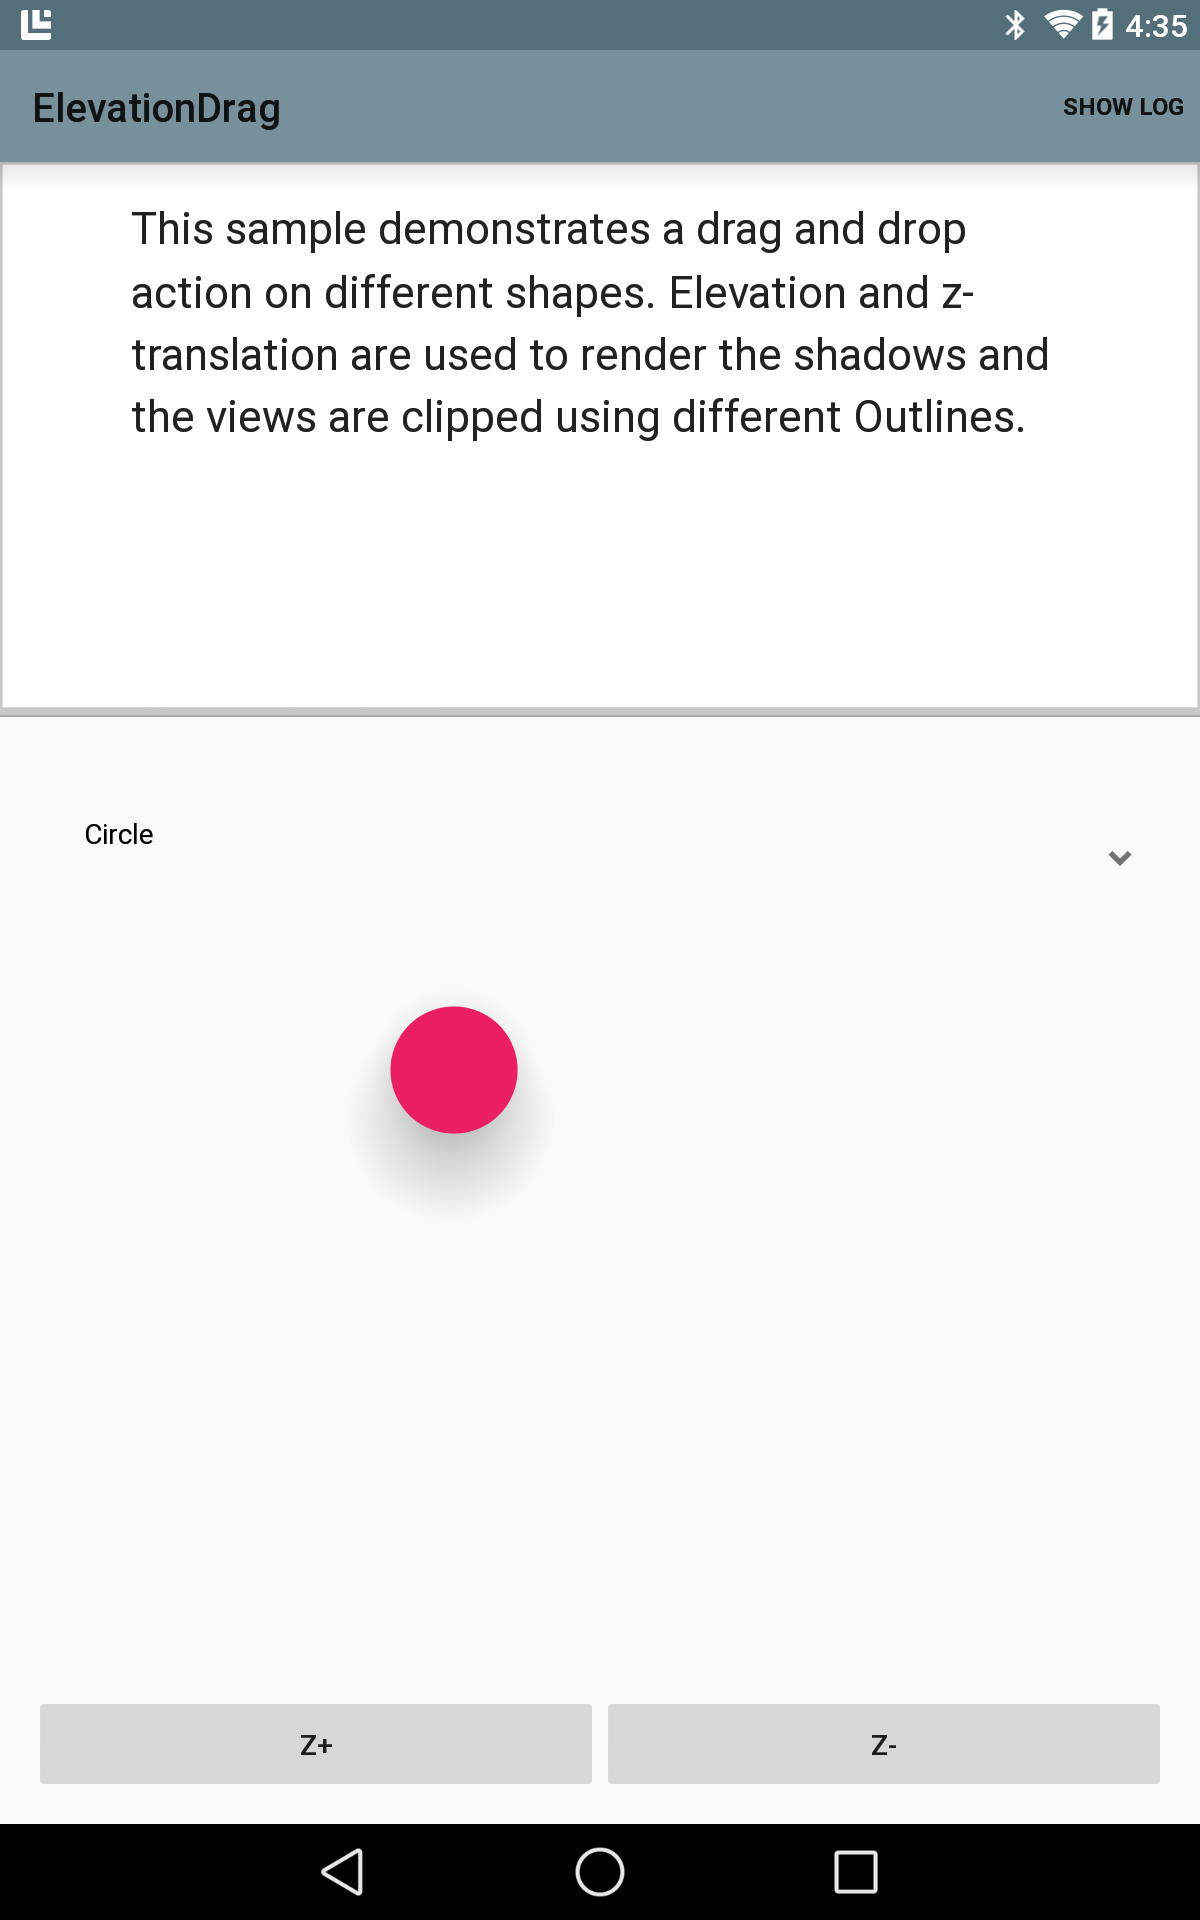 4:35
ElevationDrag
SHOW LOG
This sample demonstrates a drag and drop
action on different shapes. Elevation and z-
translation are used to render the shadows and
the views are clipped using different Outlines.
Circle
Z+
Z-